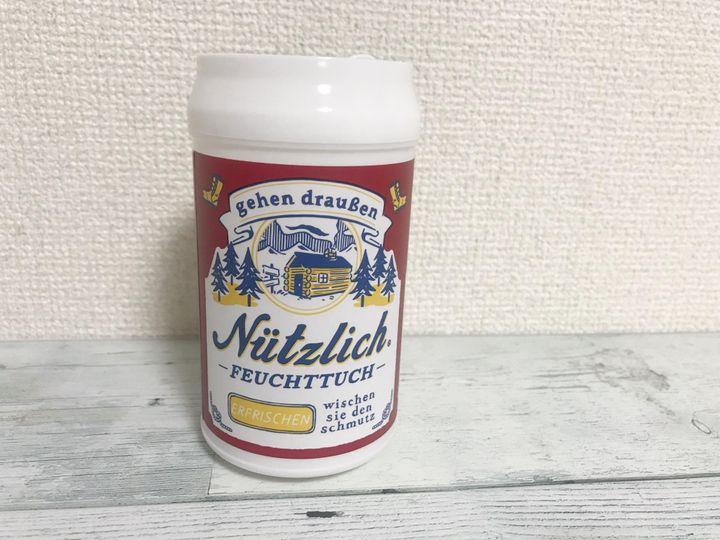 gehen draußen
Nützlich.
FEUCHTTUCH
ERFRISCHEN
wischen
sie den
schmutz